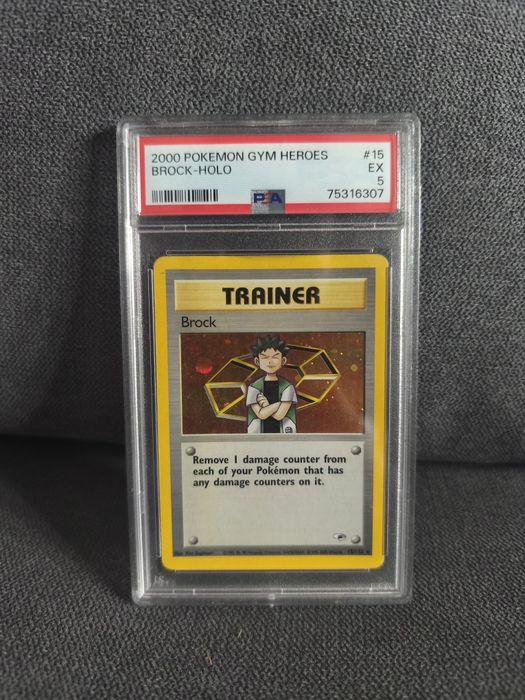 2000 POKEMON GYM HEROES #15
BROCK-HOLO EX
5
PSA 75316307
TRAINER
Brock
Remove 1 damage counter from
each of your Pokémon that has
any damage counters on it.